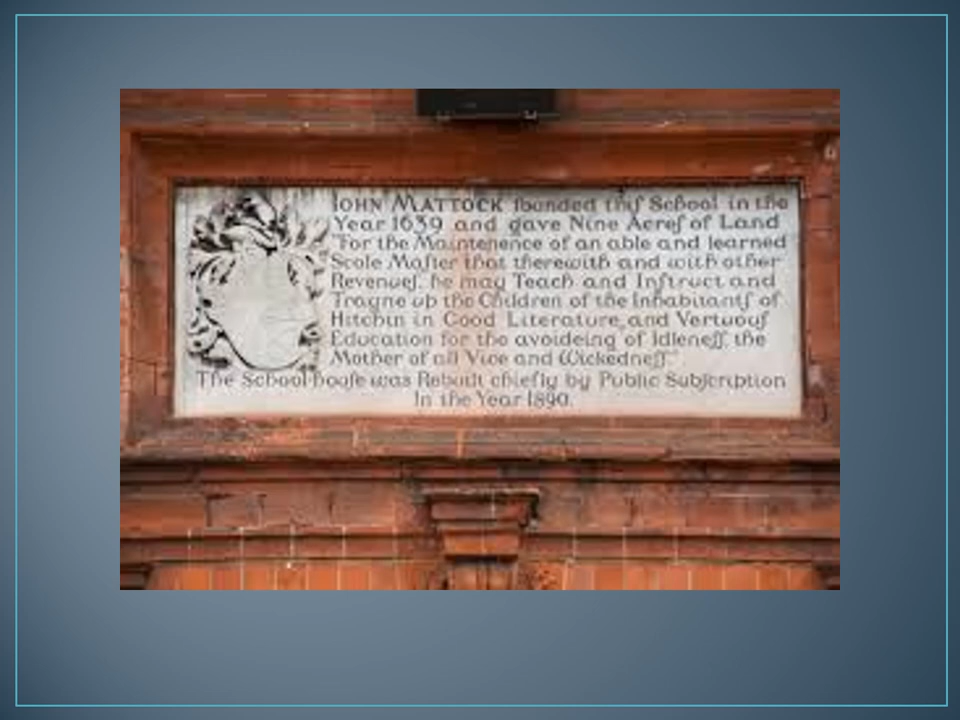 JOHN MATTOCK founded thiſ School in the
Year 1639 and gave Nine Acreſ of Land
"For the Maintenence of an able and learned
Scole Maſter that therewith and with other
Revenueſ, he may Teach and Inſtruct and
Trayne up the Children of the Inhabitantſ of
Hitchin in Good Literature, and Vertuouſ
Education for the avoideing of Idleneſſ, the
Mother of all Vice and Wickedneſſ."
The School houſe was Rebuilt chiefly by Public Subſcription
In the Year 1890.